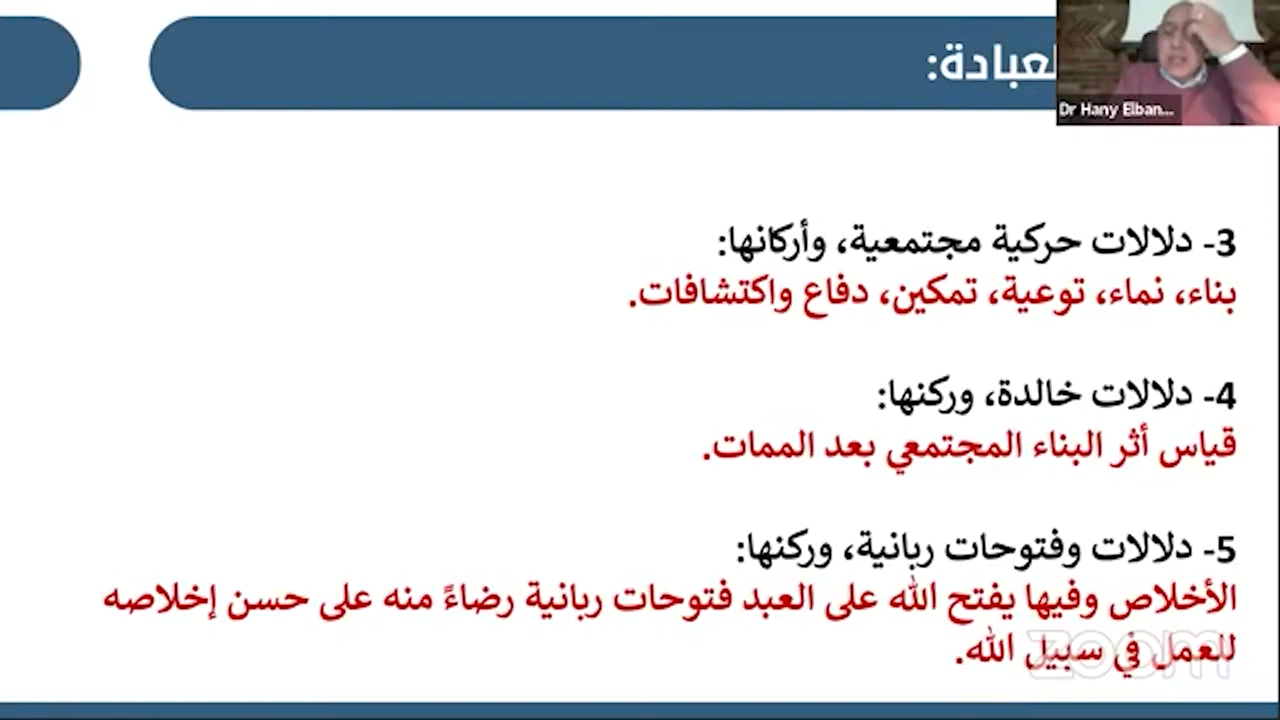 لعبادة:
Dr Hany Elban...
3- دلالات حركية مجتمعية، وأركانها:
بناء، نماء، توعية، تمكين، دفاع واكتشافات.
4- دلالات خالدة، وركنها:
قياس أثر البناء المجتمعي بعد الممات.
5- دلالات وفتوحات ربانية، وركنها:
الأخلاص وفيها يفتح الله على العبد فتوحات ربانية رضاءً منه على حسن إخلاصه
للعمل في سبيل الله.
zoom